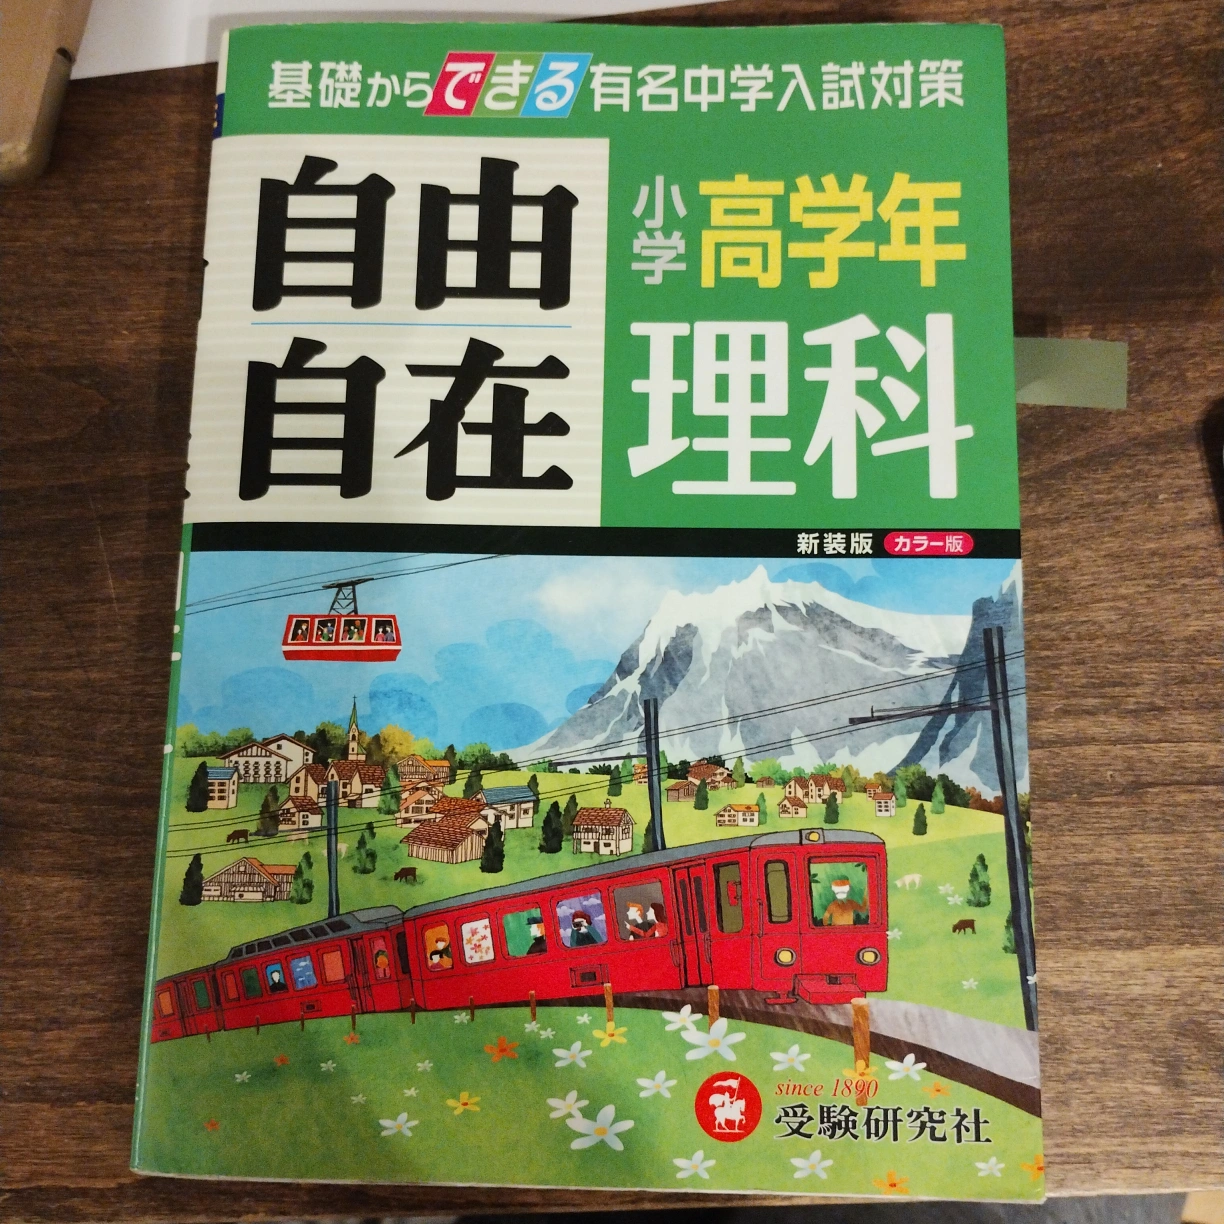 基礎からできる有名中学入試対策
自由
自在
小学
高学年
理科
新装版 カラー版
since 1890
受験研究社